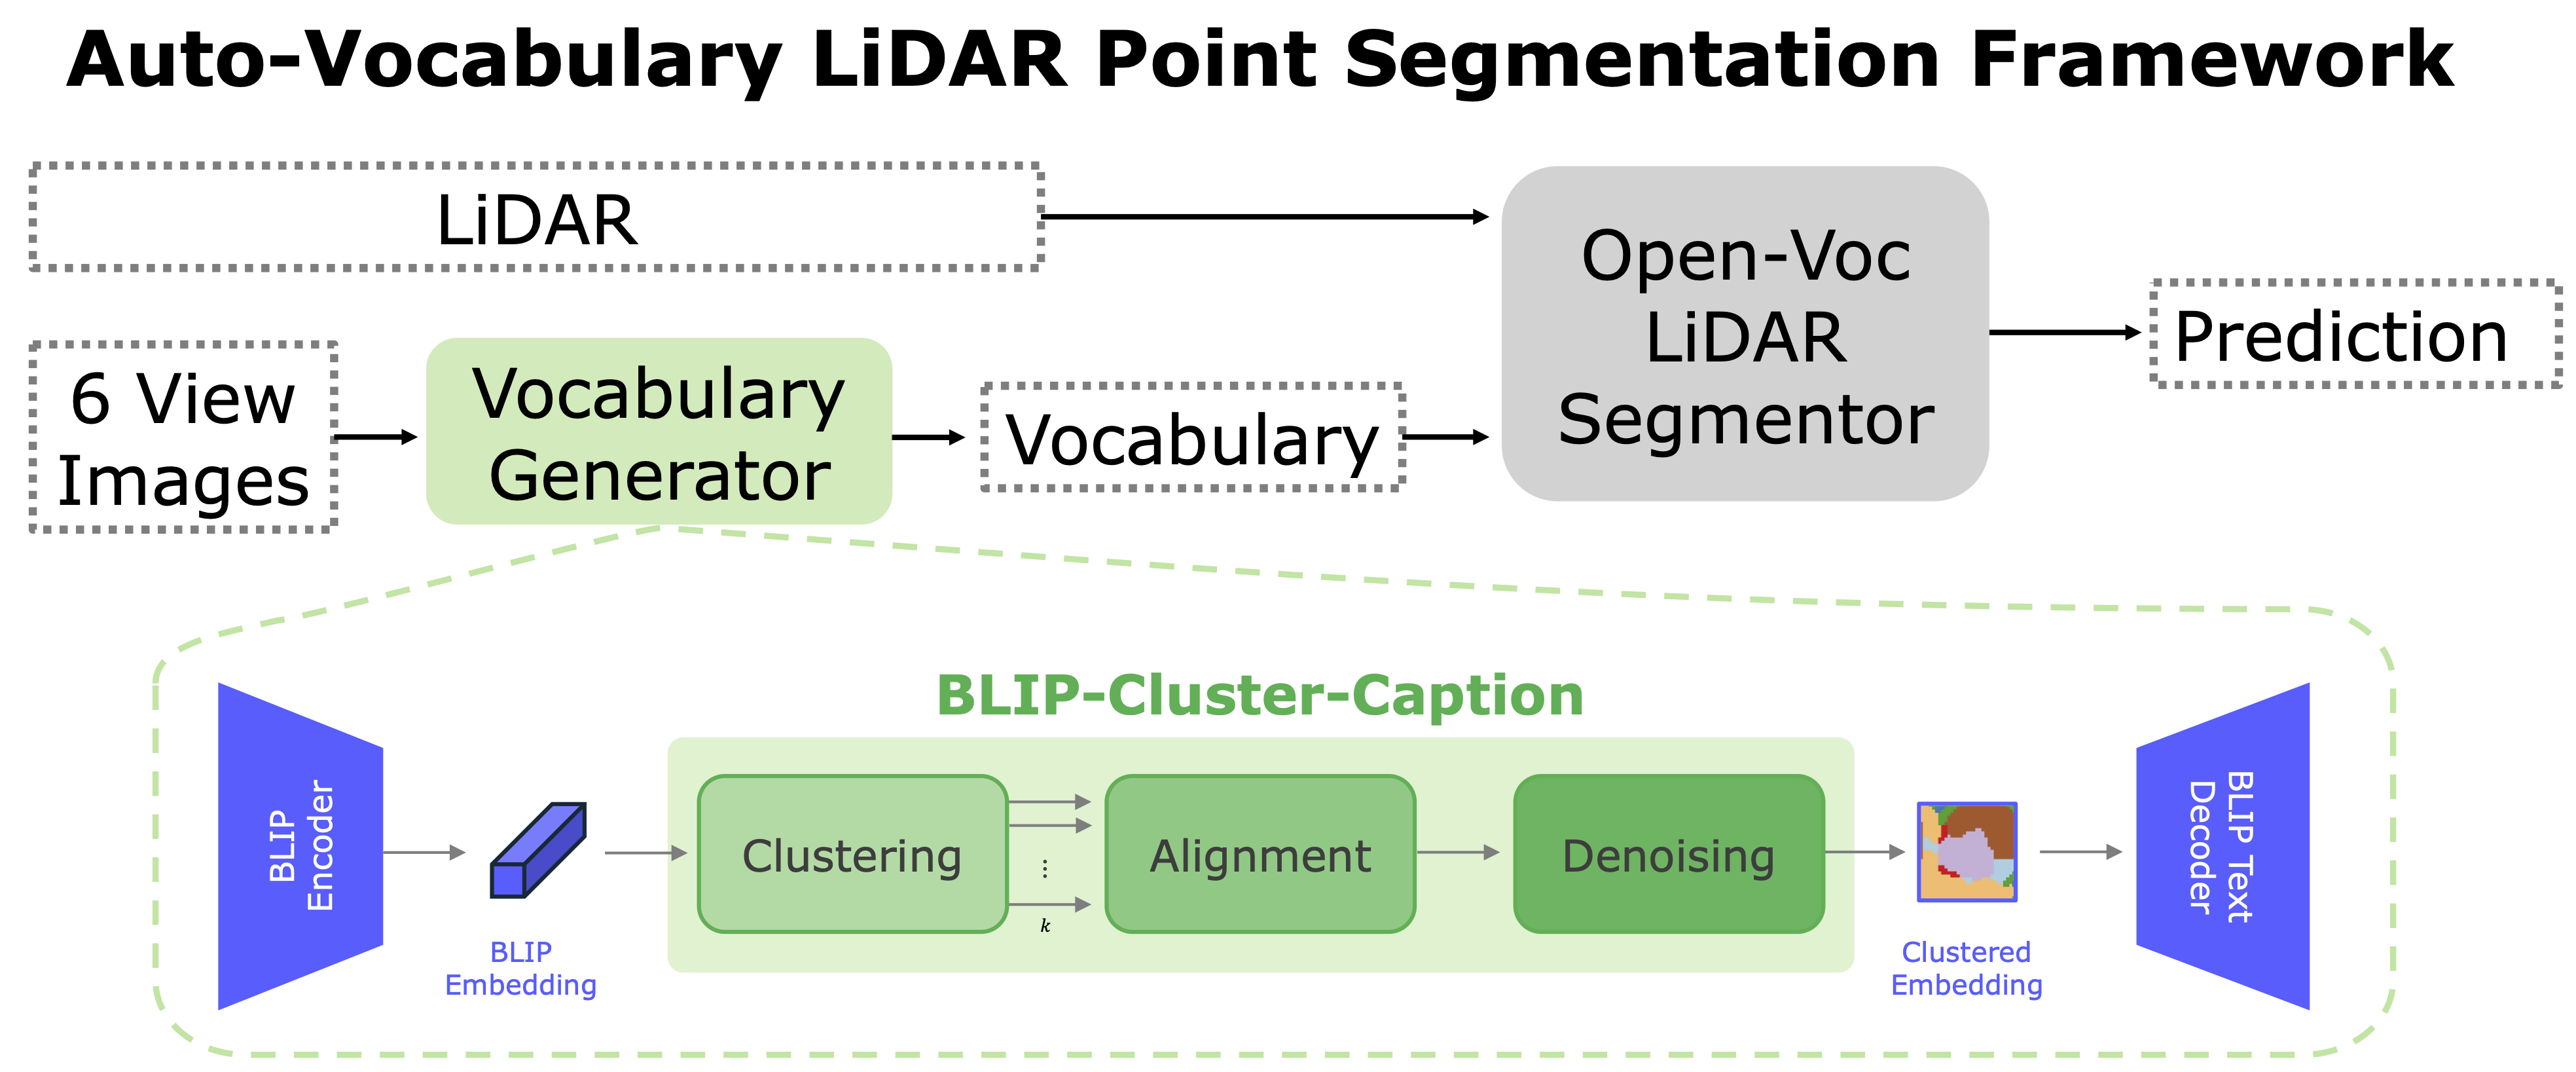 Auto-Vocabulary LiDAR Point Segmentation Framework
LiDAR
6 View
Images
Vocabulary
Generator
Vocabulary
Open-Voc
LiDAR
Segmentor
Prediction
BLIP-Cluster-Caption
BLIP
Encoder
BLIP
Embedding
Clustering
⋮
k
Alignment
Denoising
Clustered
Embedding
BLIP Text
Decoder